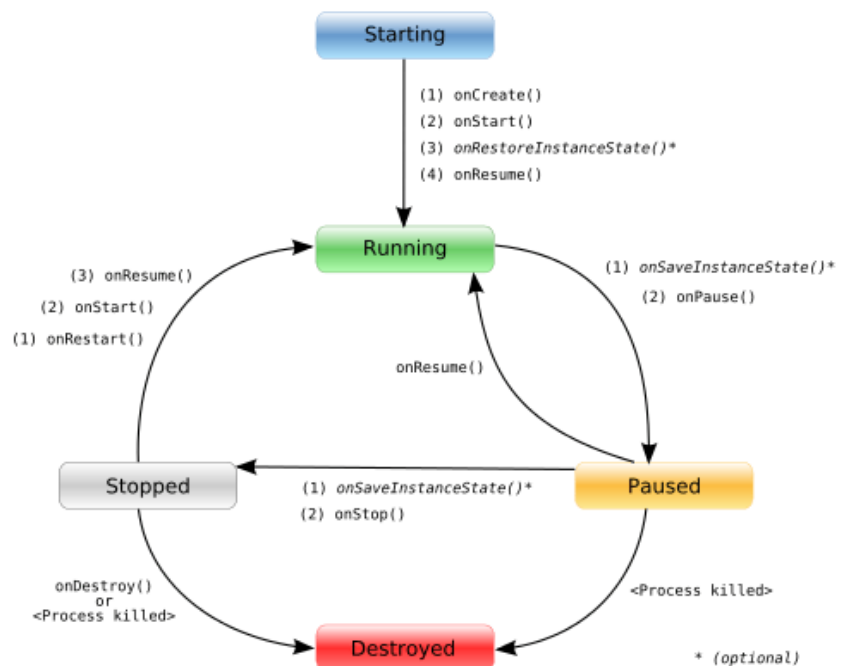 Starting
(1) onCreate()
(2) onStart()
(3) onRestoreInstanceState()*
(4) onResume()
Running
(3) onResume()
(2) onStart()
(1) onRestart()
(1) onSaveInstanceState()*
(2) onPause()
onResume()
Stopped
(1) onSaveInstanceState()*
(2) onStop()
Paused
onDestroy()
or
<Process killed>
<Process killed>
Destroyed
* (optional)